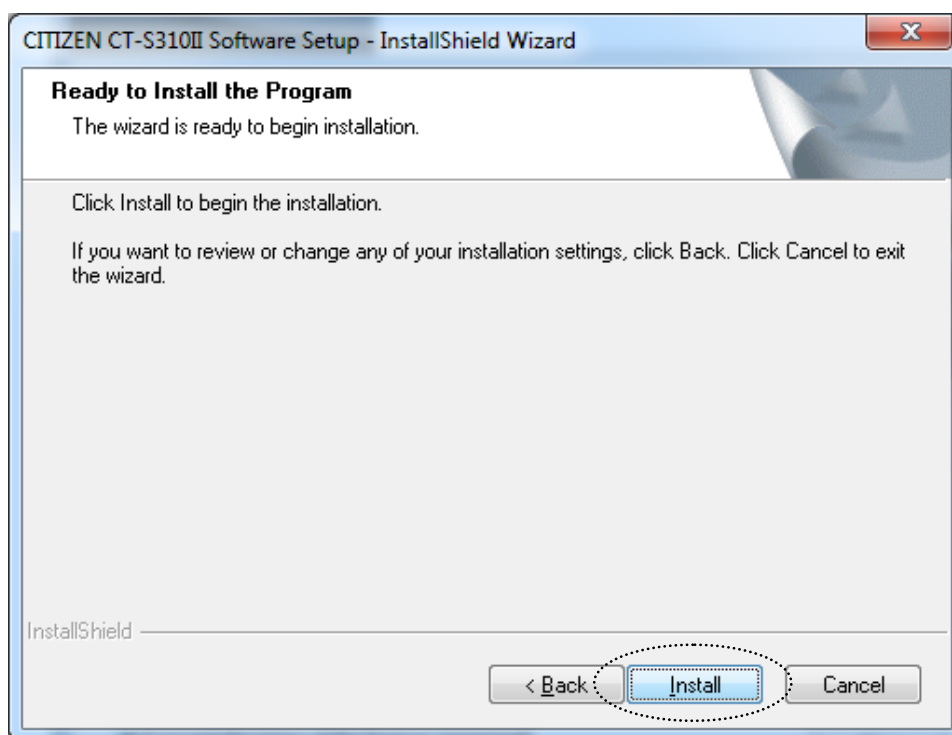 CITIZEN CT-S310II Software Setup - InstallShield Wizard
Ready to Install the Program
The wizard is ready to begin installation.
Click Install to begin the installation.
If you want to review or change any of your installation settings, click Back. Click Cancel to exit
the wizard.
InstallShield
< Back Install Cancel